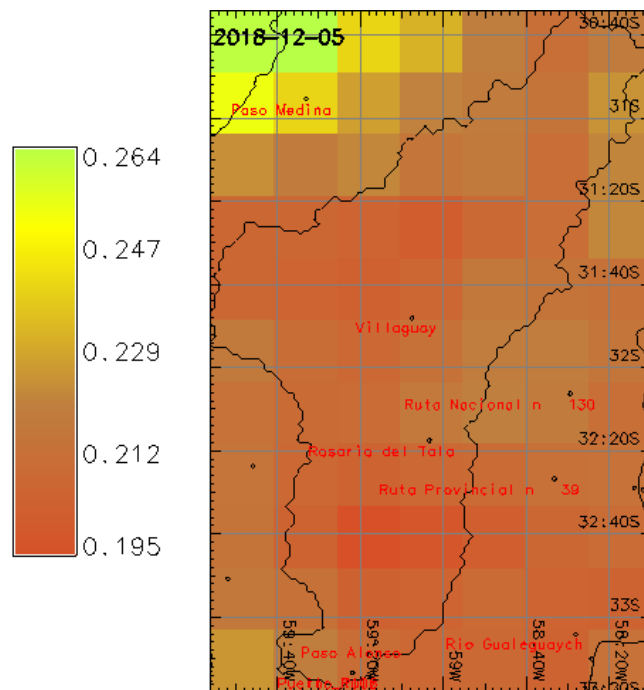 2018-12-05
30:40S
Paso Medina
31S
0.264
31:20S
0.247
31:40S
Villaguay
0.229
32S
Ruta Nacional n 130
0.212
Rosario del Tala
32:20S
Ruta Provincial n 39
0.195
32:40S
33S
59:40W
59:20W
59W
58:40W
58:20W
Rio Gualeguaych
Paso Alonso
33:20S